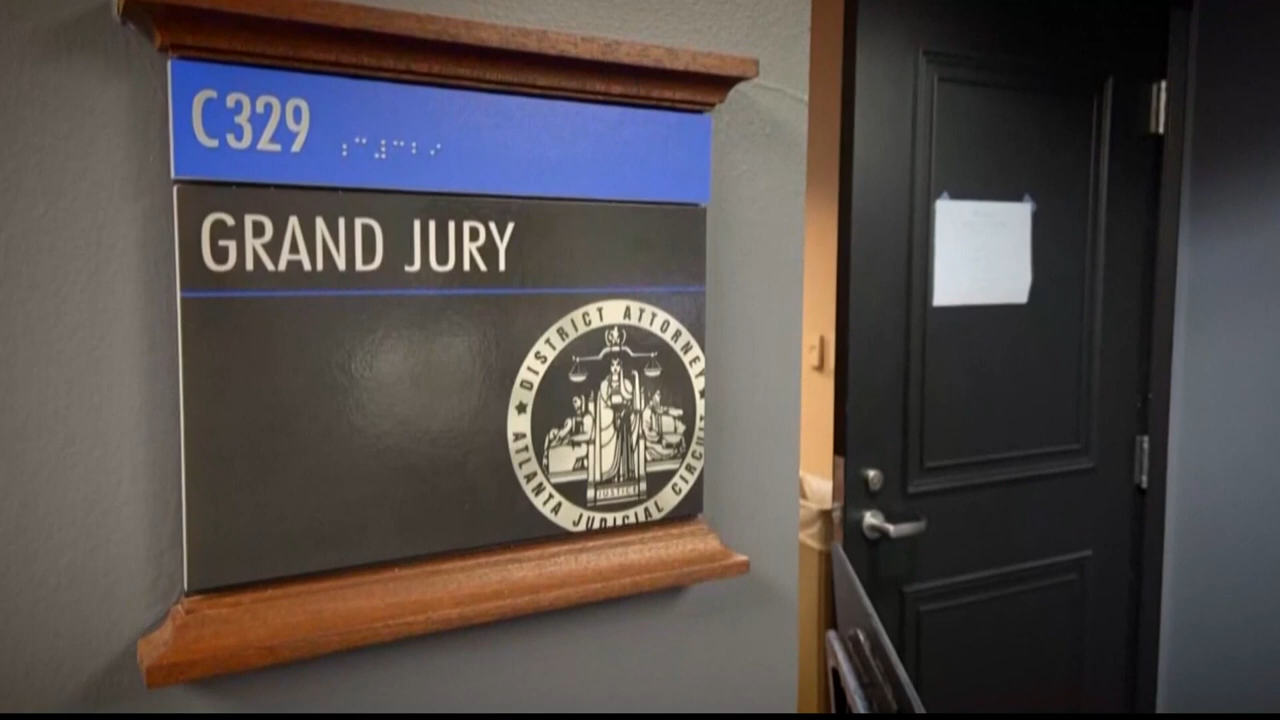 C329
GRAND JURY
DISTRICT ATTORNEY
ATLANTA JUDICIAL CIRCUIT
JUSTICE